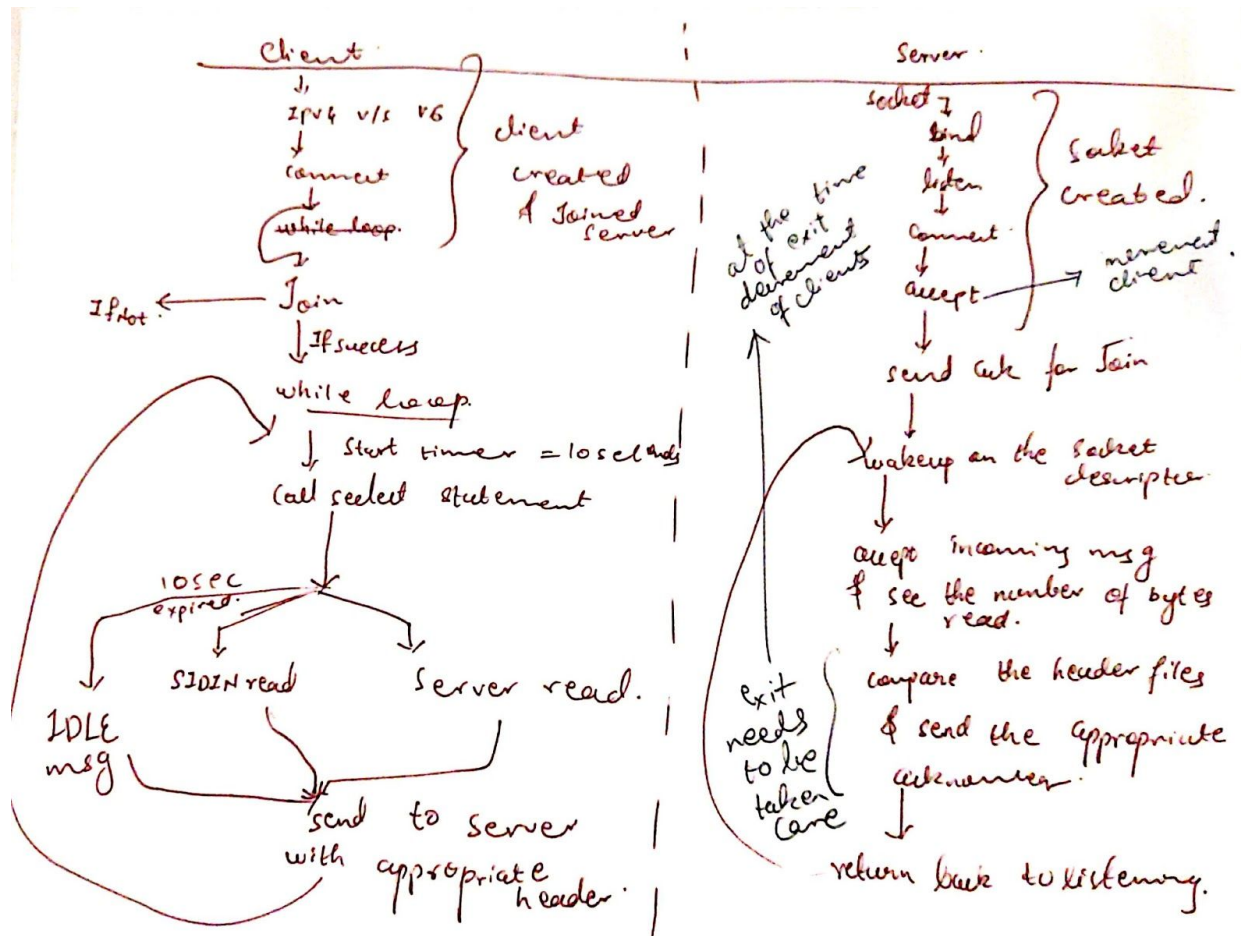 Client
IPv4 v/s v6
connect
while loop.
client
created
& Joined
server
Join
If Not.
If success
while loop.
Start timer = 10 seconds
Call select statement
10 sec
expired.
STDIN read
Server read.
IDLE
msg
send to server
with appropriate
header.
Server.
socket
bind
listen
Connect
accept
Socket
created.
client
at the time
of exit
decrement
of clients
send Ack for Join
wakeup on the socket
descriptor
accept incoming msg
& see the number of bytes
read.
compare the header files
& send the appropriate
exit
needs
to be
taken
care
return back to listening.